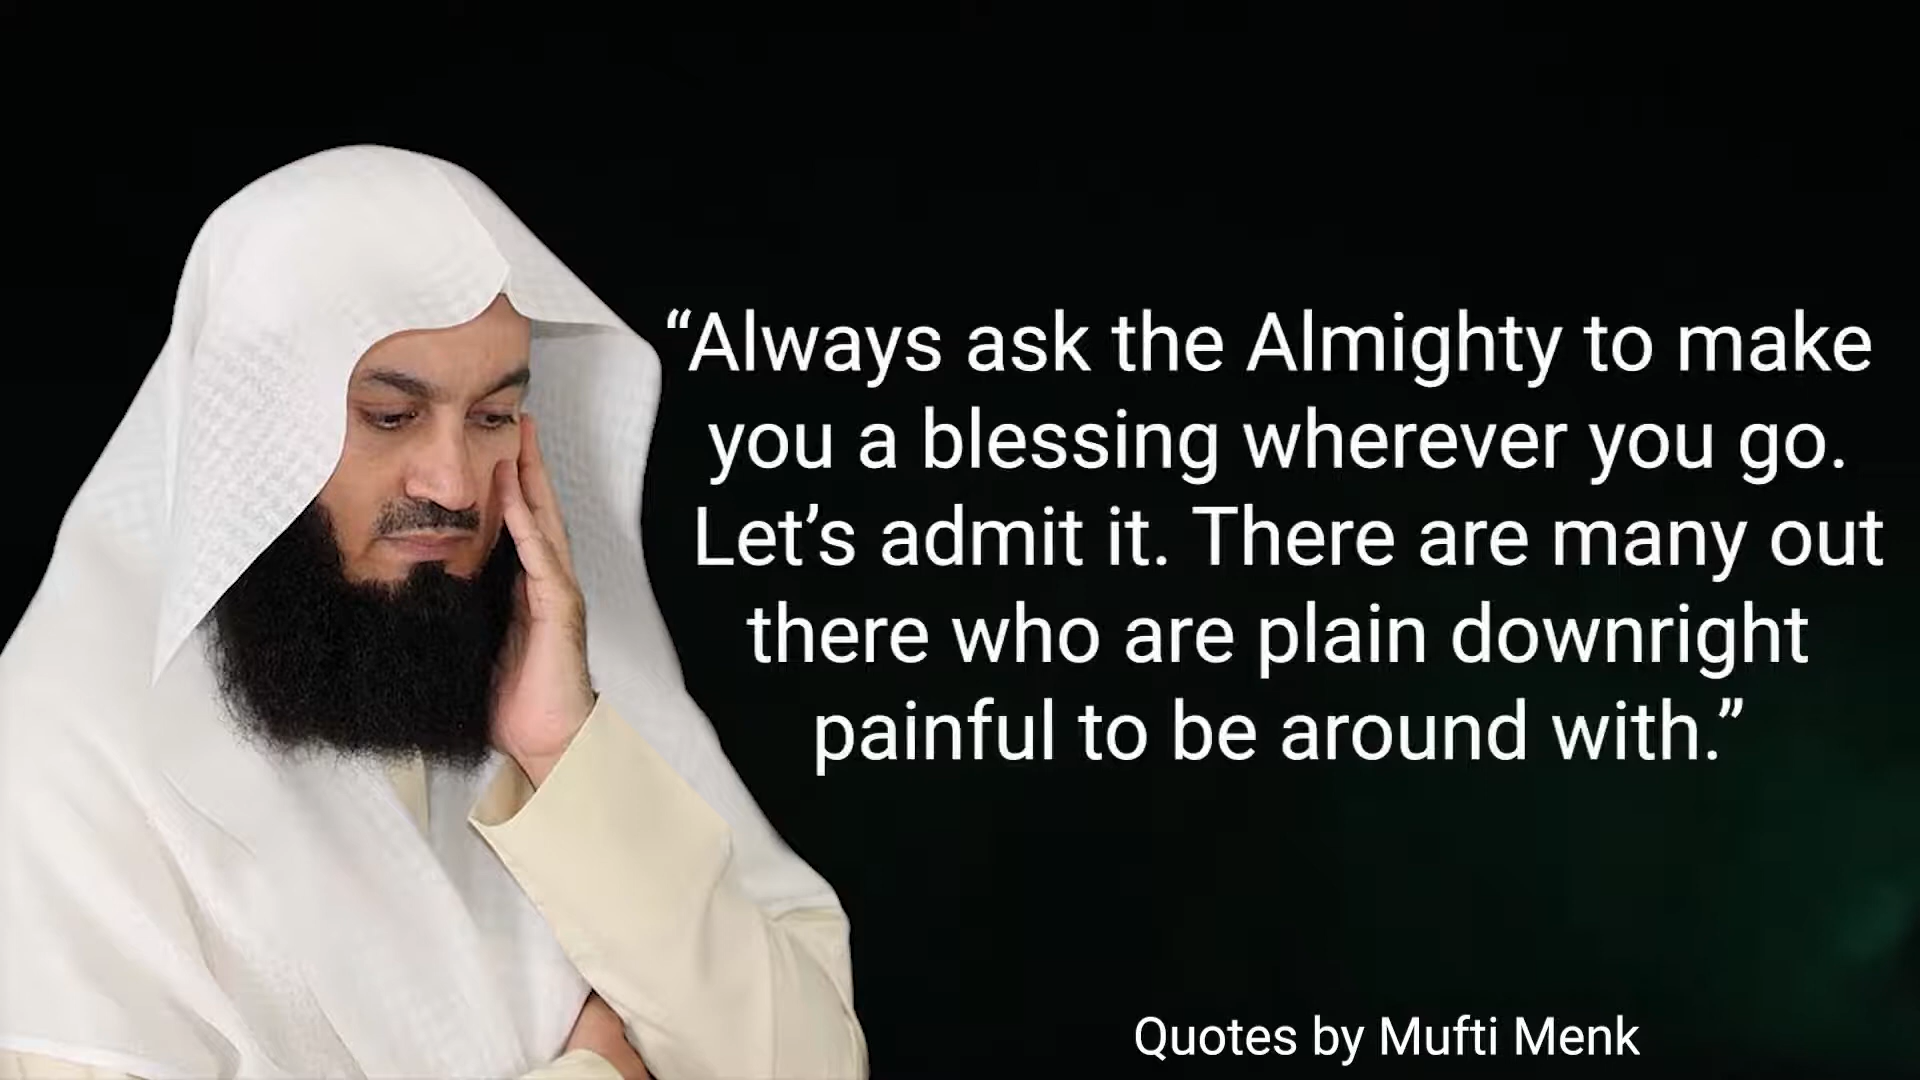 “Always ask the Almighty to make
you a blessing wherever you go.
Let’s admit it. There are many out
there who are plain downright
painful to be around with.”
Quotes by Mufti Menk